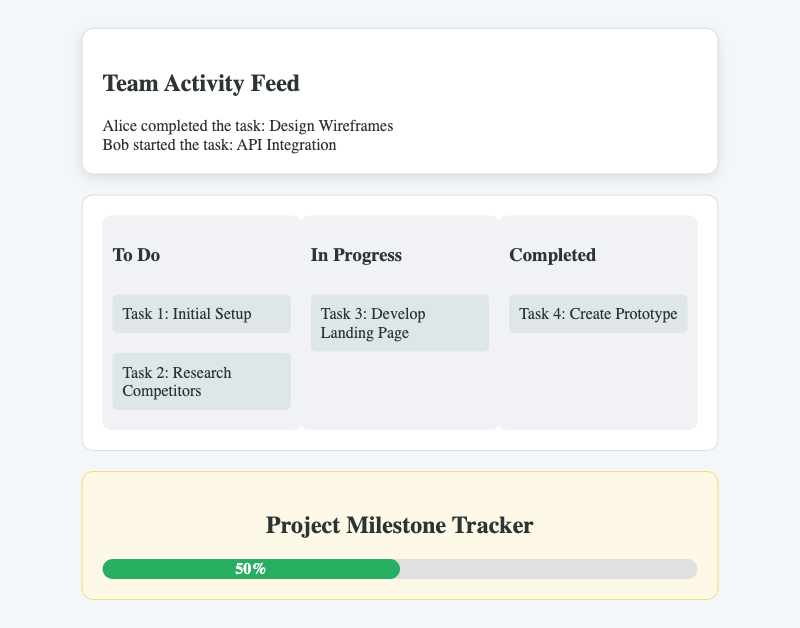 Team Activity Feed
Alice completed the task: Design Wireframes
Bob started the task: API Integration
To Do
Task 1: Initial Setup
Task 2: Research
Competitors
In Progress
Task 3: Develop
Landing Page
Completed
Task 4: Create Prototype
Project Milestone Tracker
50%